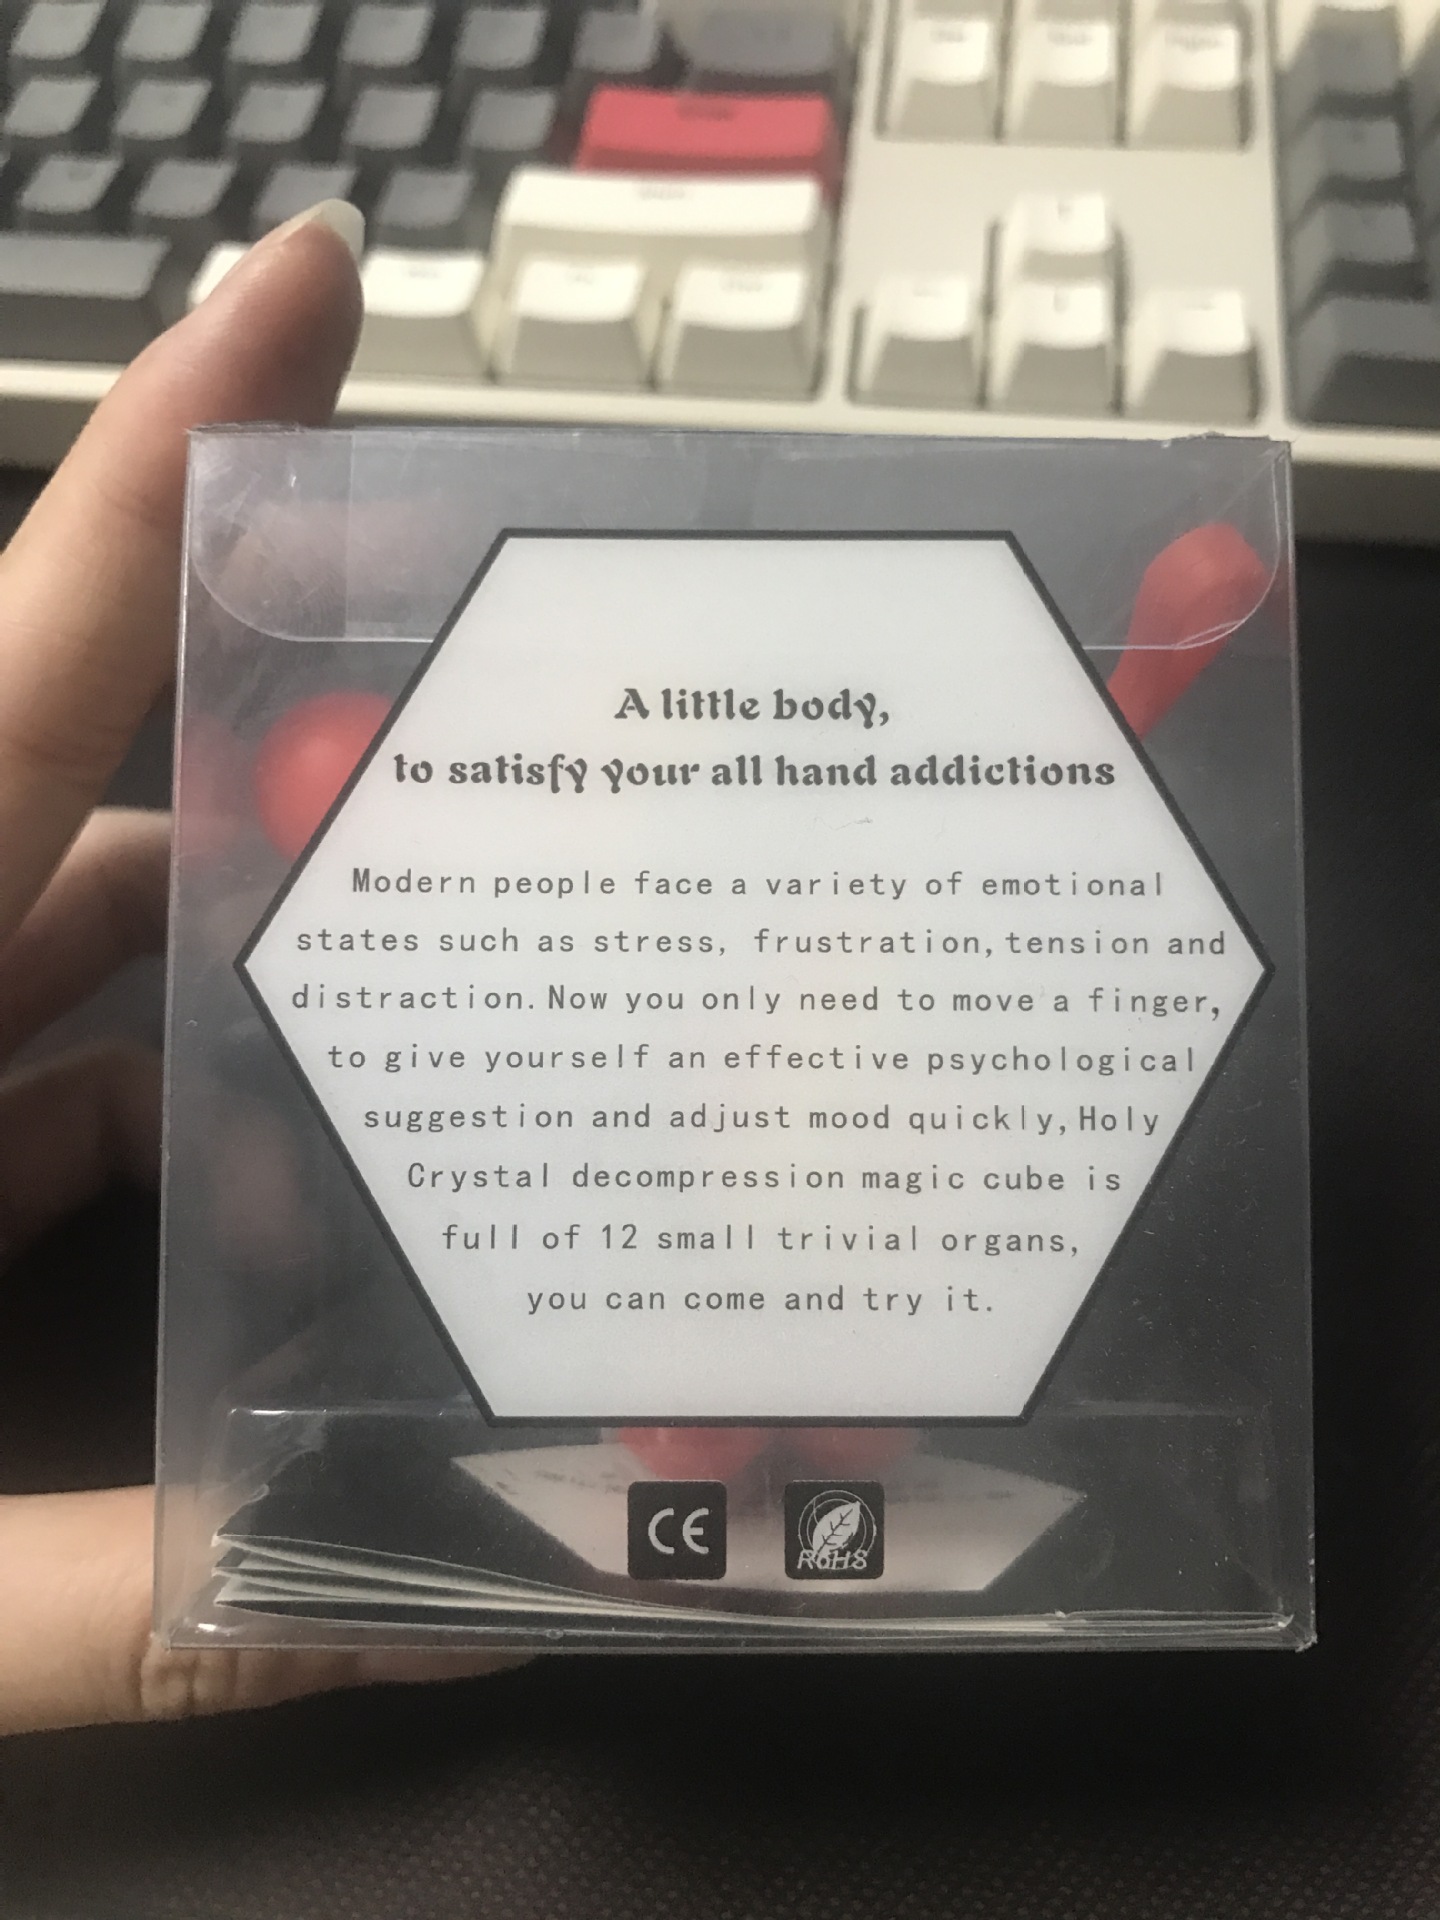 A little body,
to satisfy your all hand addictions
Modern people face a variety of emotional
states such as stress, frustration, tension and
distraction. Now you only need to move a finger,
to give yourself an effective psychological
suggestion and adjust mood quickly, Holy
Crystal decompression magic cube is
full of 12 small trivial organs,
you can come and try it.
CE
RoHS